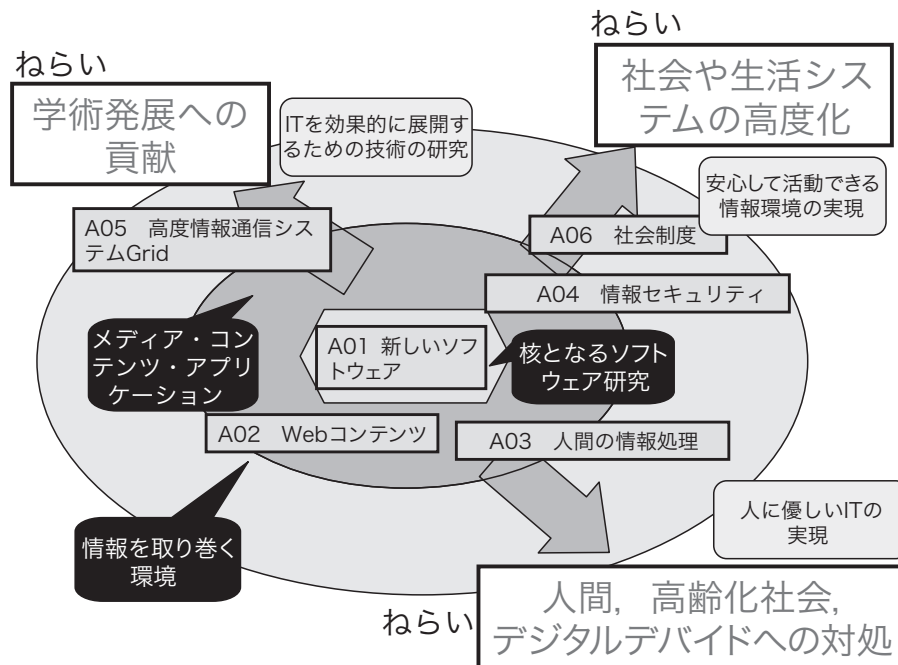 ねらい
社会や生活シス
テムの高度化
ねらい
学術発展への
貢献
ITを効果的に展開す
るための技術の研究
安心して活動できる
情報環境の実現
A05 高度情報通信シス
テムGrid
A06 社会制度
A04 情報セキュリティ
メディア・コン
テンツ・アプリ
ケーション
A01 新しいソフ
トウェア
核となるソフト
ウェア研究
A02 Webコンテンツ
A03 人間の情報処理
情報を取り巻く
環境
人に優しいITの
実現
ねらい
人間，高齢化社会，
デジタルデバイドへの対処